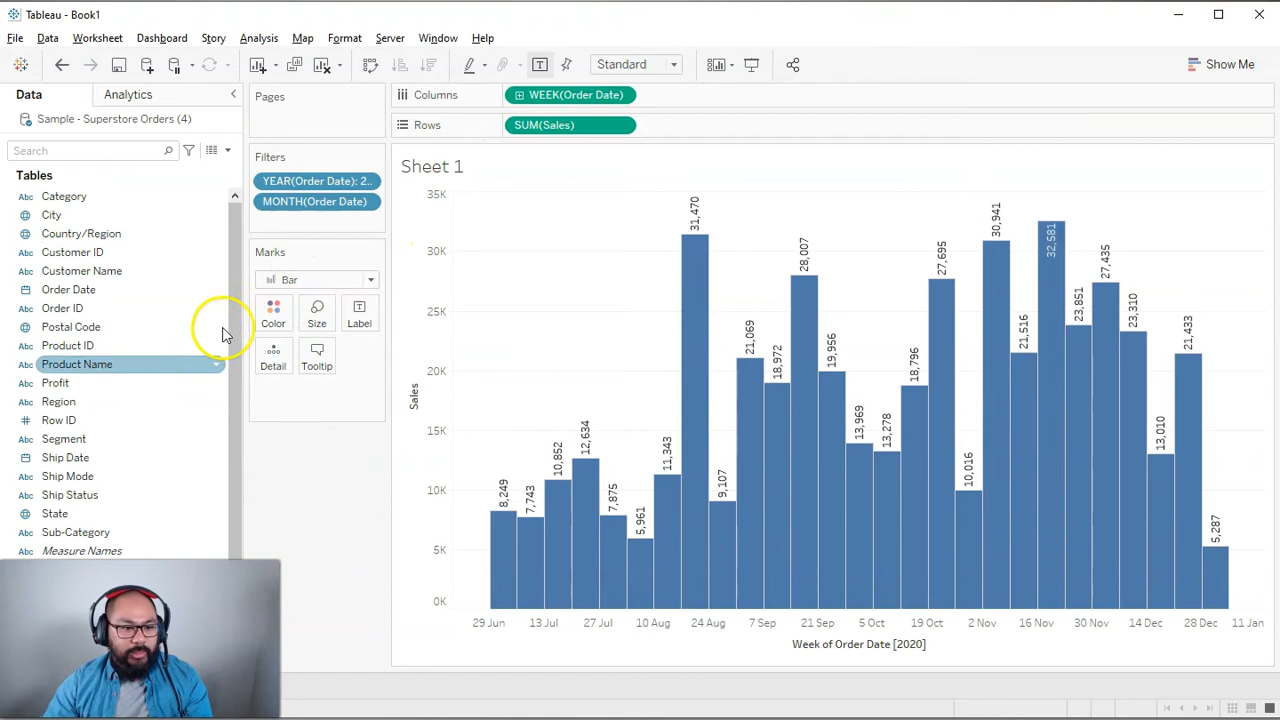 Tableau - Book1
File Data Worksheet Dashboard Story Analysis Map Format Server Window Help
Standard
Show Me
Data Analytics
Sample - Superstore Orders (4)
Search
Tables
Category
City
Country/Region
Customer ID
Customer Name
Order Date
Order ID
Postal Code
Product ID
Product Name
Profit
Region
Row ID
Segment
Ship Date
Ship Mode
Ship Status
State
Sub-Category
Measure Names
Pages
Filters
YEAR(Order Date): 2..
MONTH(Order Date)
Marks
Bar
Color Size Label
Detail Tooltip
Columns WEEK(Order Date)
Rows SUM(Sales)
Sheet 1
35K
30K
25K
20K
15K
10K
5K
0K
Sales
8,249
7,743
10,852
12,634
7,875
5,961
11,343
31,470
9,107
21,069
18,972
28,007
19,956
13,969
13,278
18,796
27,695
10,016
30,941
21,516
32,581
23,851
27,435
23,310
13,010
21,433
5,287
29 Jun 13 Jul 27 Jul 10 Aug 24 Aug 7 Sep 21 Sep 5 Oct 19 Oct 2 Nov 16 Nov 30 Nov 14 Dec 28 Dec 11 Jan
Week of Order Date [2020]